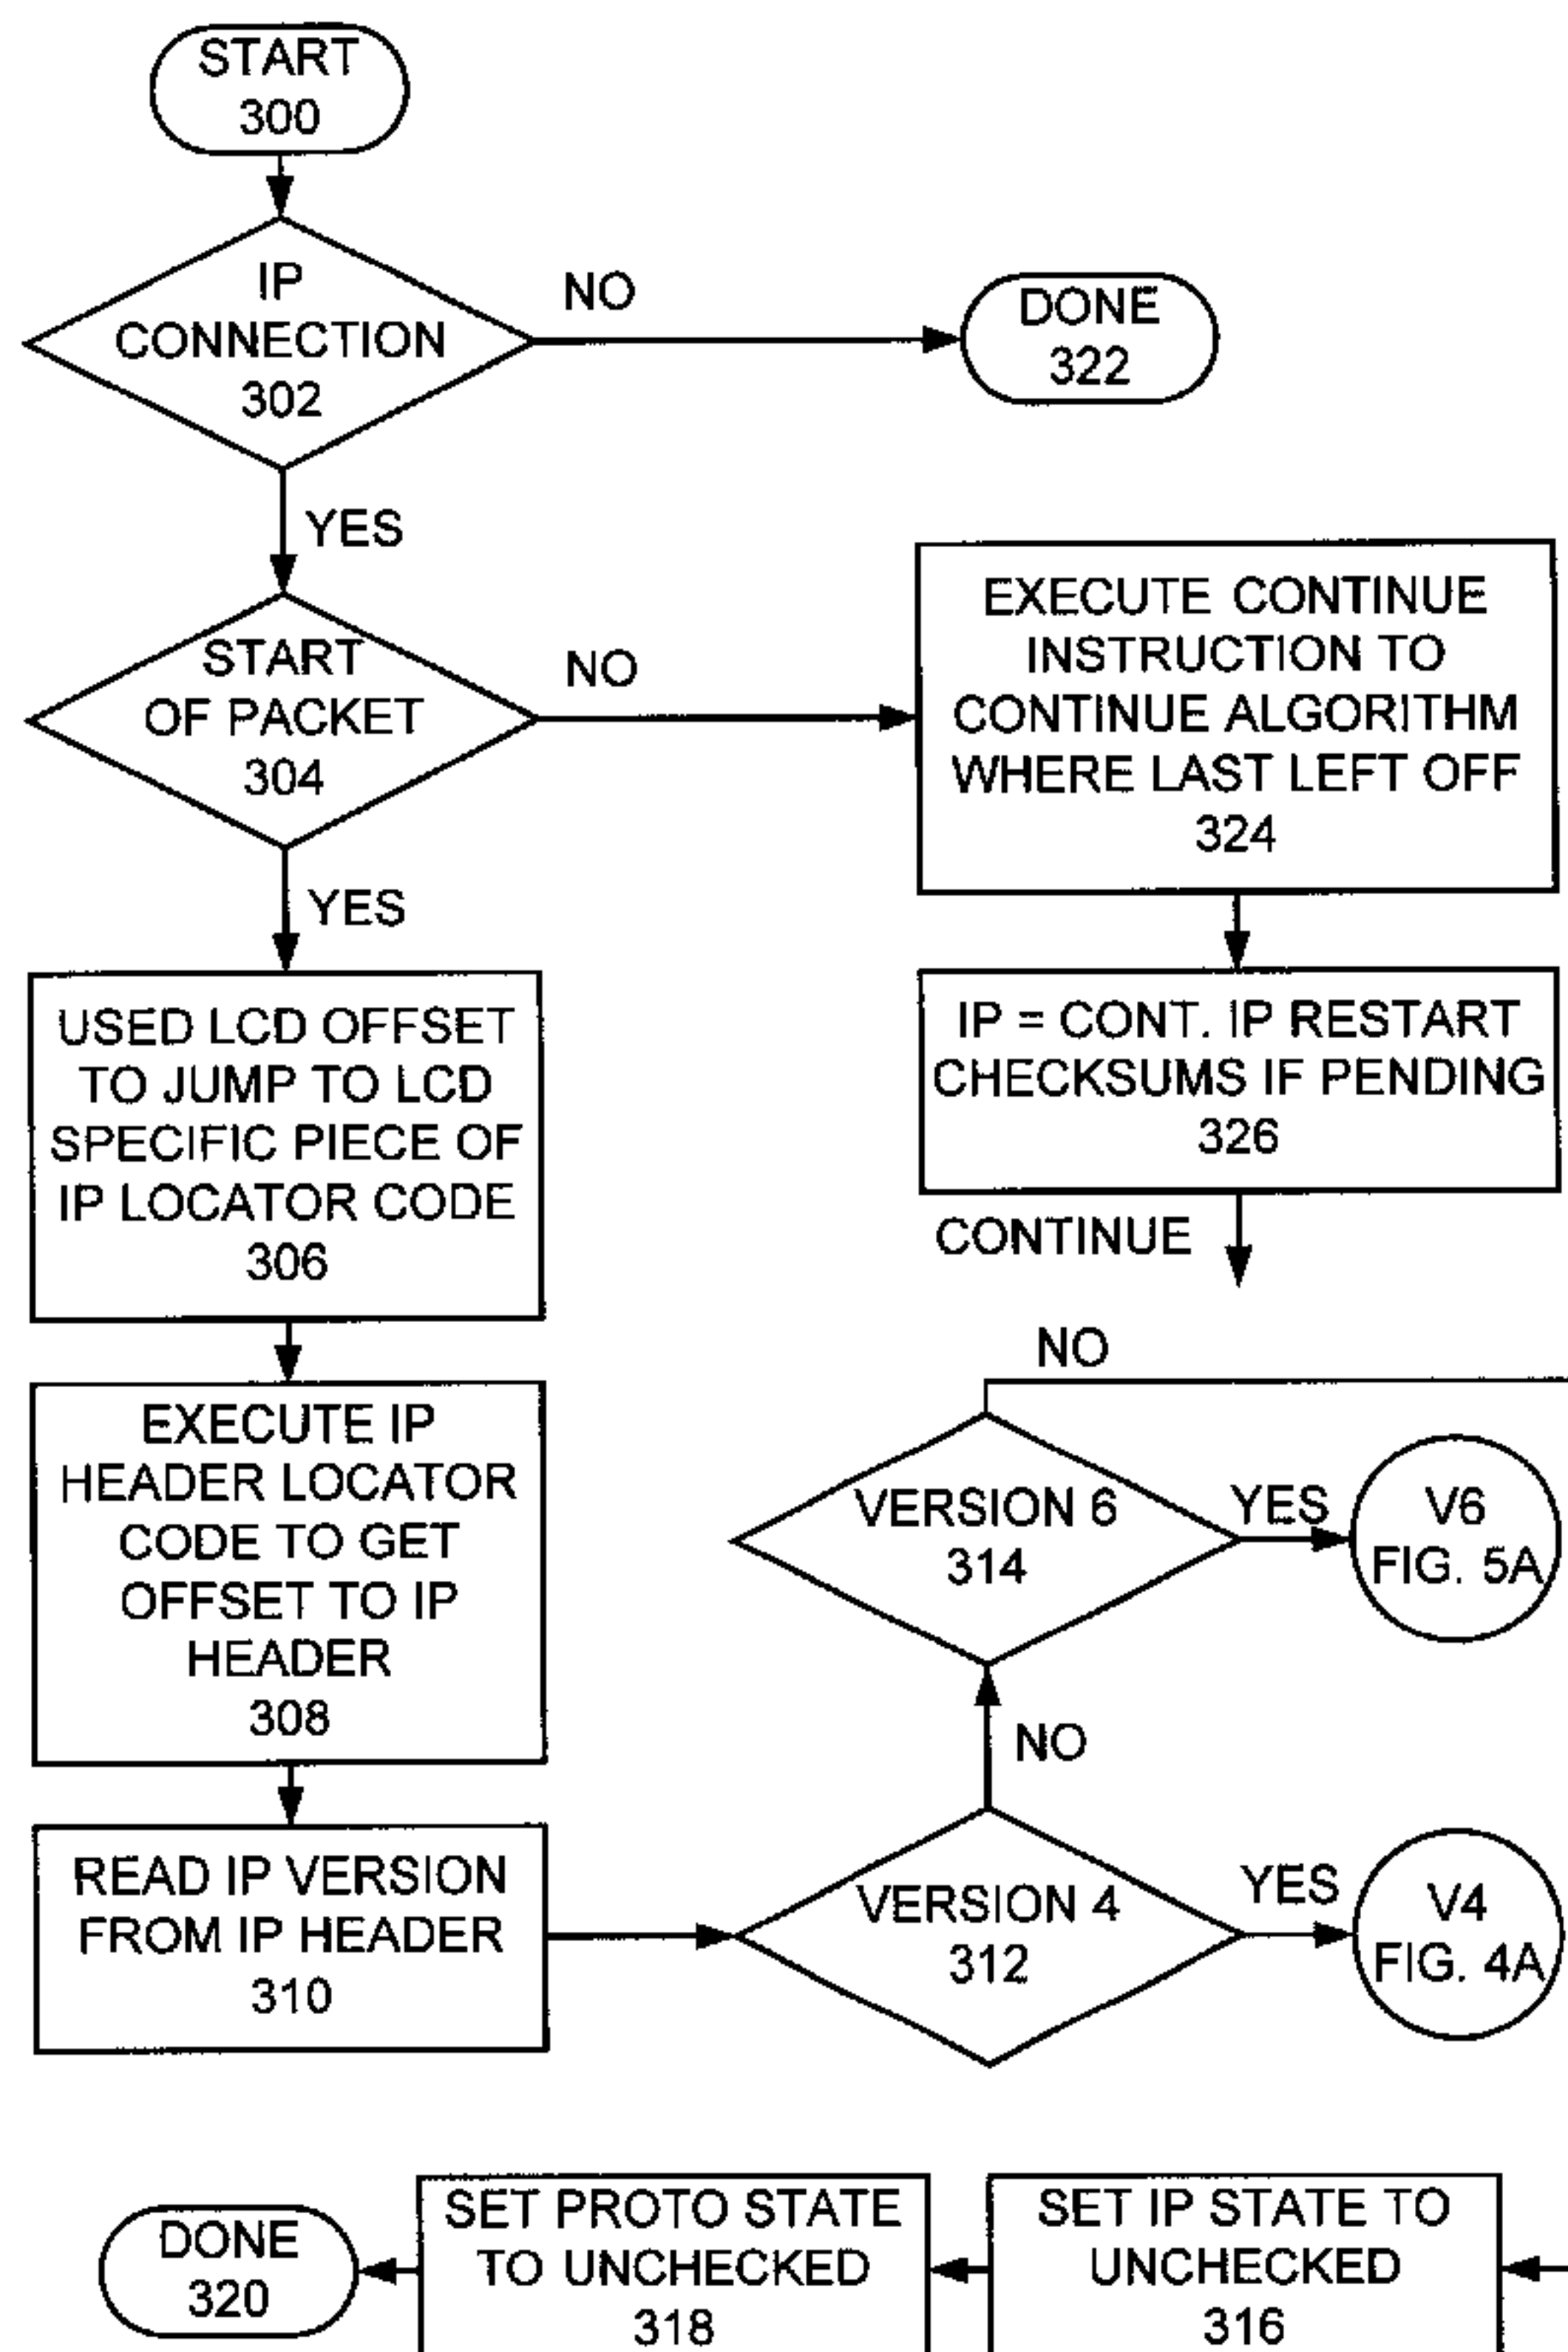 START
300
IP
CONNECTION
302
NO
DONE
322
YES
START
OF PACKET
304
NO
EXECUTE CONTINUE
INSTRUCTION TO
CONTINUE ALGORITHM
WHERE LAST LEFT OFF
324
YES
USED LCD OFFSET
TO JUMP TO LCD
SPECIFIC PIECE OF
IP LOCATOR CODE
306
IP = CONT. IP RESTART
CHECKSUMS IF PENDING
326
CONTINUE
EXECUTE IP
HEADER LOCATOR
CODE TO GET
OFFSET TO IP
HEADER
308
NO
VERSION 6
314
YES
V6
FIG. 5A
NO
READ IP VERSION
FROM IP HEADER
310
VERSION 4
312
YES
V4
FIG. 4A
DONE
320
SET PROTO STATE
TO UNCHECKED
318
SET IP STATE TO
UNCHECKED
316